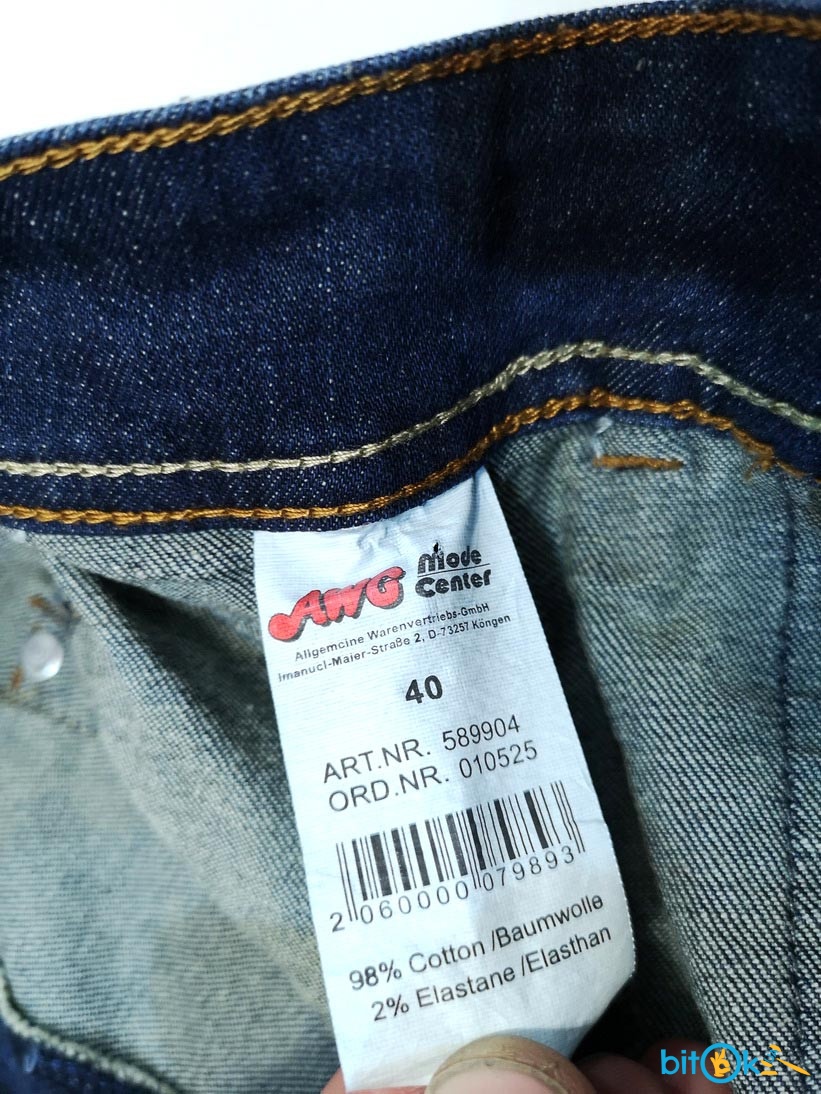 AWG Mode
Center
Allgemeine Warenvertriebs-GmbH
Imanuel-Maier-Straße 2, D-73257 Köngen
40
ART.NR. 589904
ORD.NR. 010525
2 060000 079893
98% Cotton /Baumwolle
2% Elastane /Elasthan
bitOk